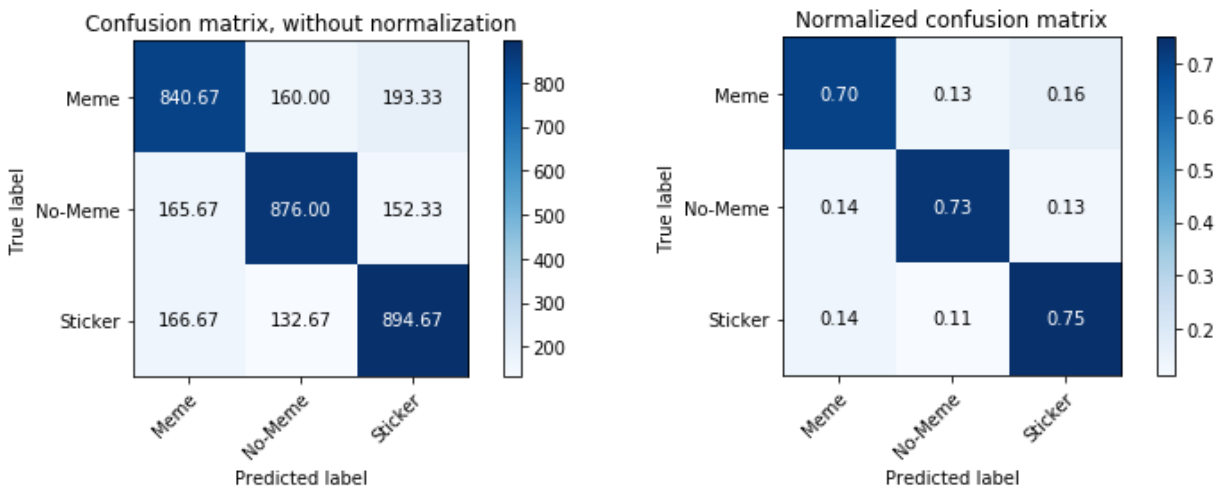 Confusion matrix, without normalization
True label
Meme 840.67 160.00 193.33
No-Meme 165.67 876.00 152.33
Sticker 166.67 132.67 894.67
Meme No-Meme Sticker
Predicted label
800
700
600
500
400
300
200
Normalized confusion matrix
True label
Meme 0.70 0.13 0.16
No-Meme 0.14 0.73 0.13
Sticker 0.14 0.11 0.75
Meme No-Meme Sticker
Predicted label
0.7
0.6
0.5
0.4
0.3
0.2